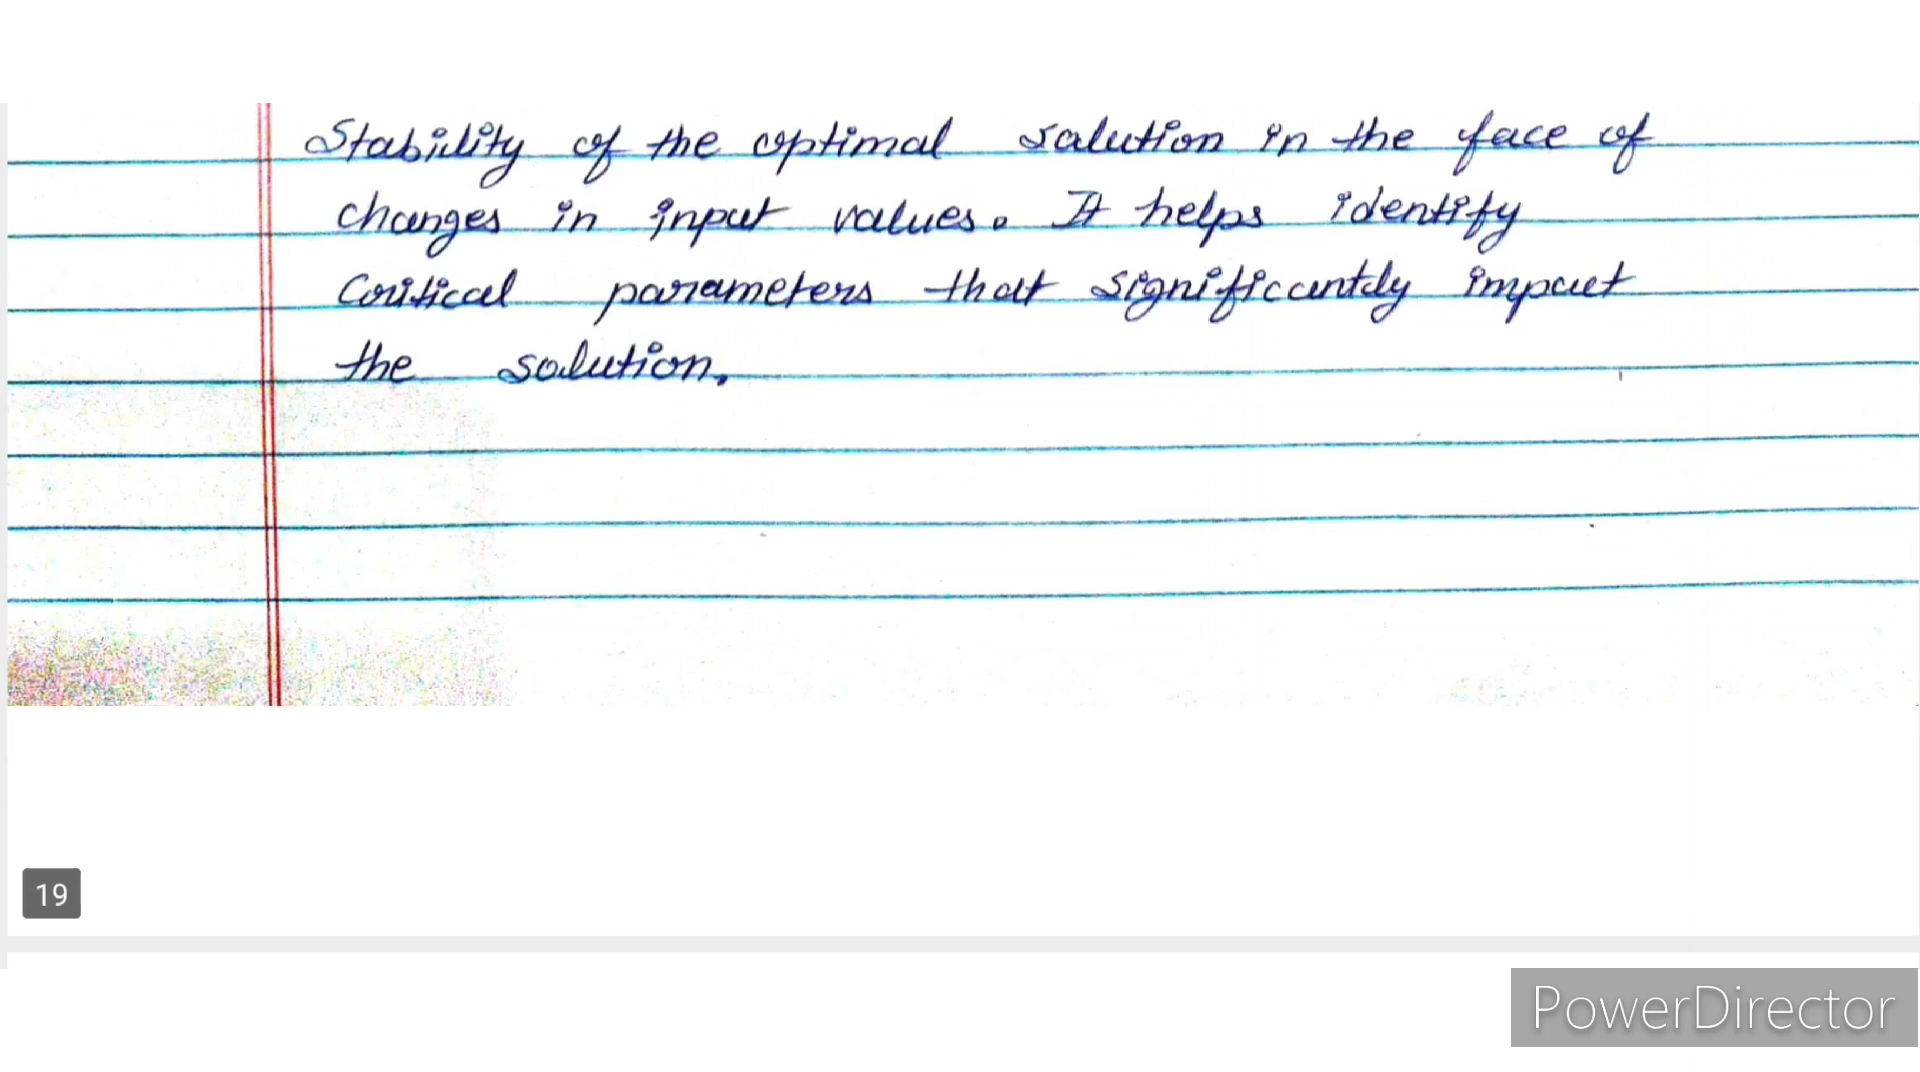 Stability of the optimal solution in the face of
changes in input values. It helps identify
Critical parameters that significantly impact
the solution.
19
PowerDirector